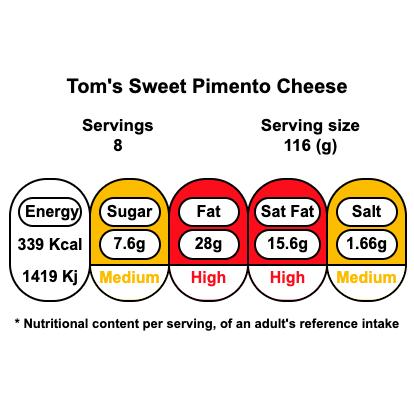 Tom's Sweet Pimento Cheese
Servings Serving size
8 116 (g)
Energy Sugar Fat Sat Fat Salt
339 Kcal 7.6g 28g 15.6g 1.66g
1419 Kj Medium High High Medium
* Nutritional content per serving, of an adult's reference intake